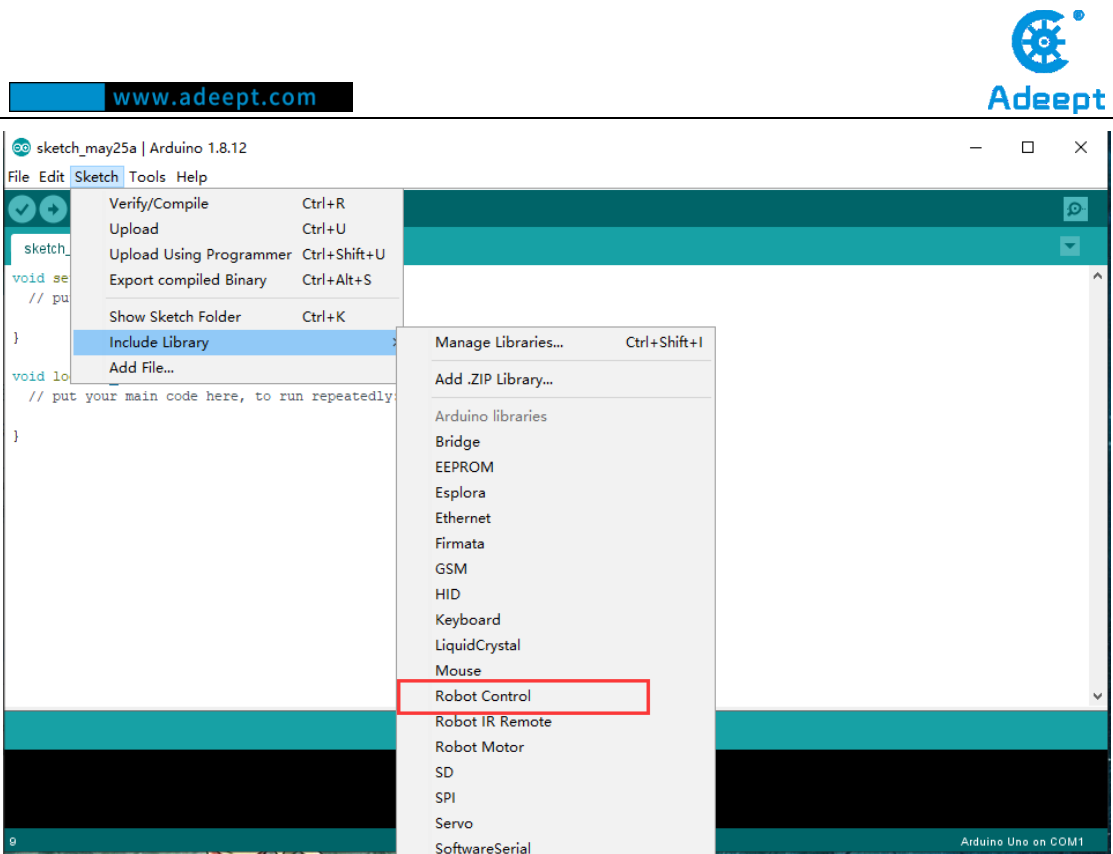 Adeept
www.adeept.com
sketch_may25a | Arduino 1.8.12
File Edit Sketch Tools Help
Verify/Compile Ctrl+R
Upload Ctrl+U
sketch_
Upload Using Programmer Ctrl+Shift+U
void se
Export compiled Binary Ctrl+Alt+S
// pu
Show Sketch Folder Ctrl+K
}
Include Library
Manage Libraries... Ctrl+Shift+I
Add File...
void lo
Add .ZIP Library...
// put your main code here, to run repeatedly:
Arduino libraries
}
Bridge
EEPROM
Esplora
Ethernet
Firmata
GSM
HID
Keyboard
LiquidCrystal
Mouse
Robot Control
Robot IR Remote
Robot Motor
SD
SPI
Servo
9
Arduino Uno on COM1
SoftwareSerial